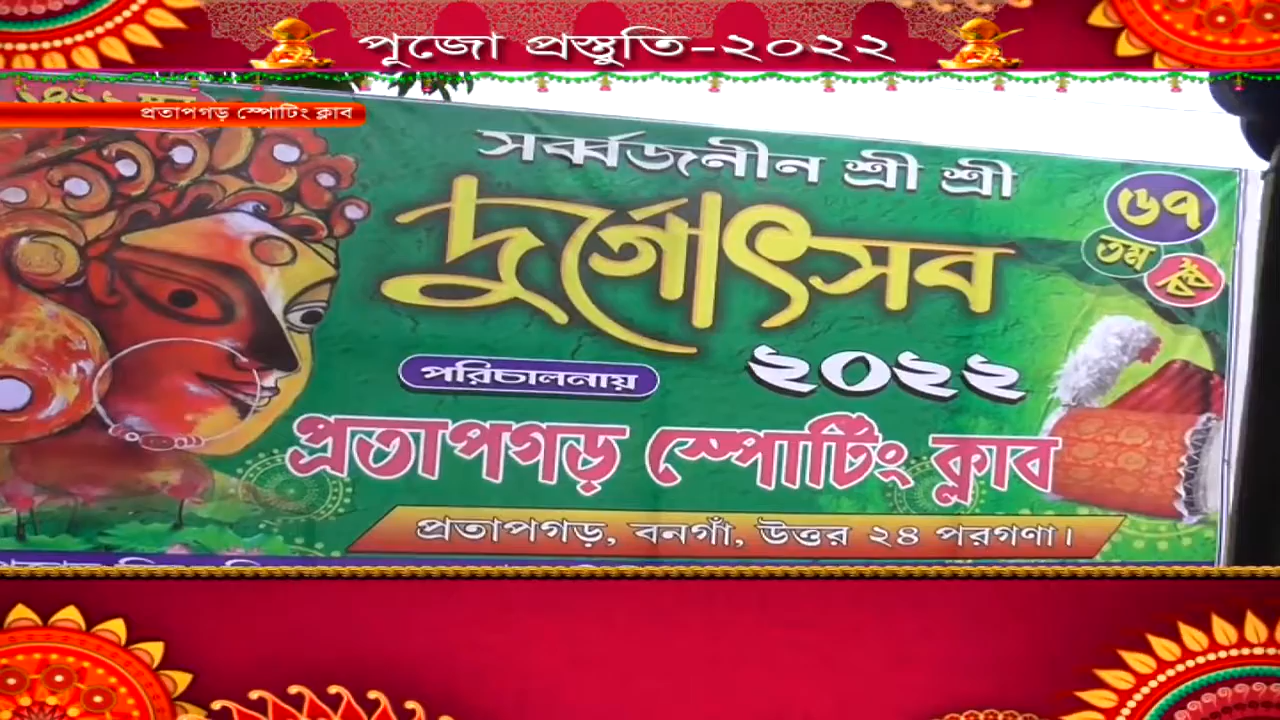 পূজো প্রস্তুতি-২০২২
প্রতাপগড় স্পোটিং ক্লাব
সর্ব্বজনীন শ্রী শ্রী
দুর্গোৎসব
২০২২
৬৭
তম
বর্ষ
পরিচালনায়
প্রতাপগড় স্পোর্টিং ক্লাব
প্রতাপগড়, বনগাঁ, উত্তর ২৪ পরগণা।